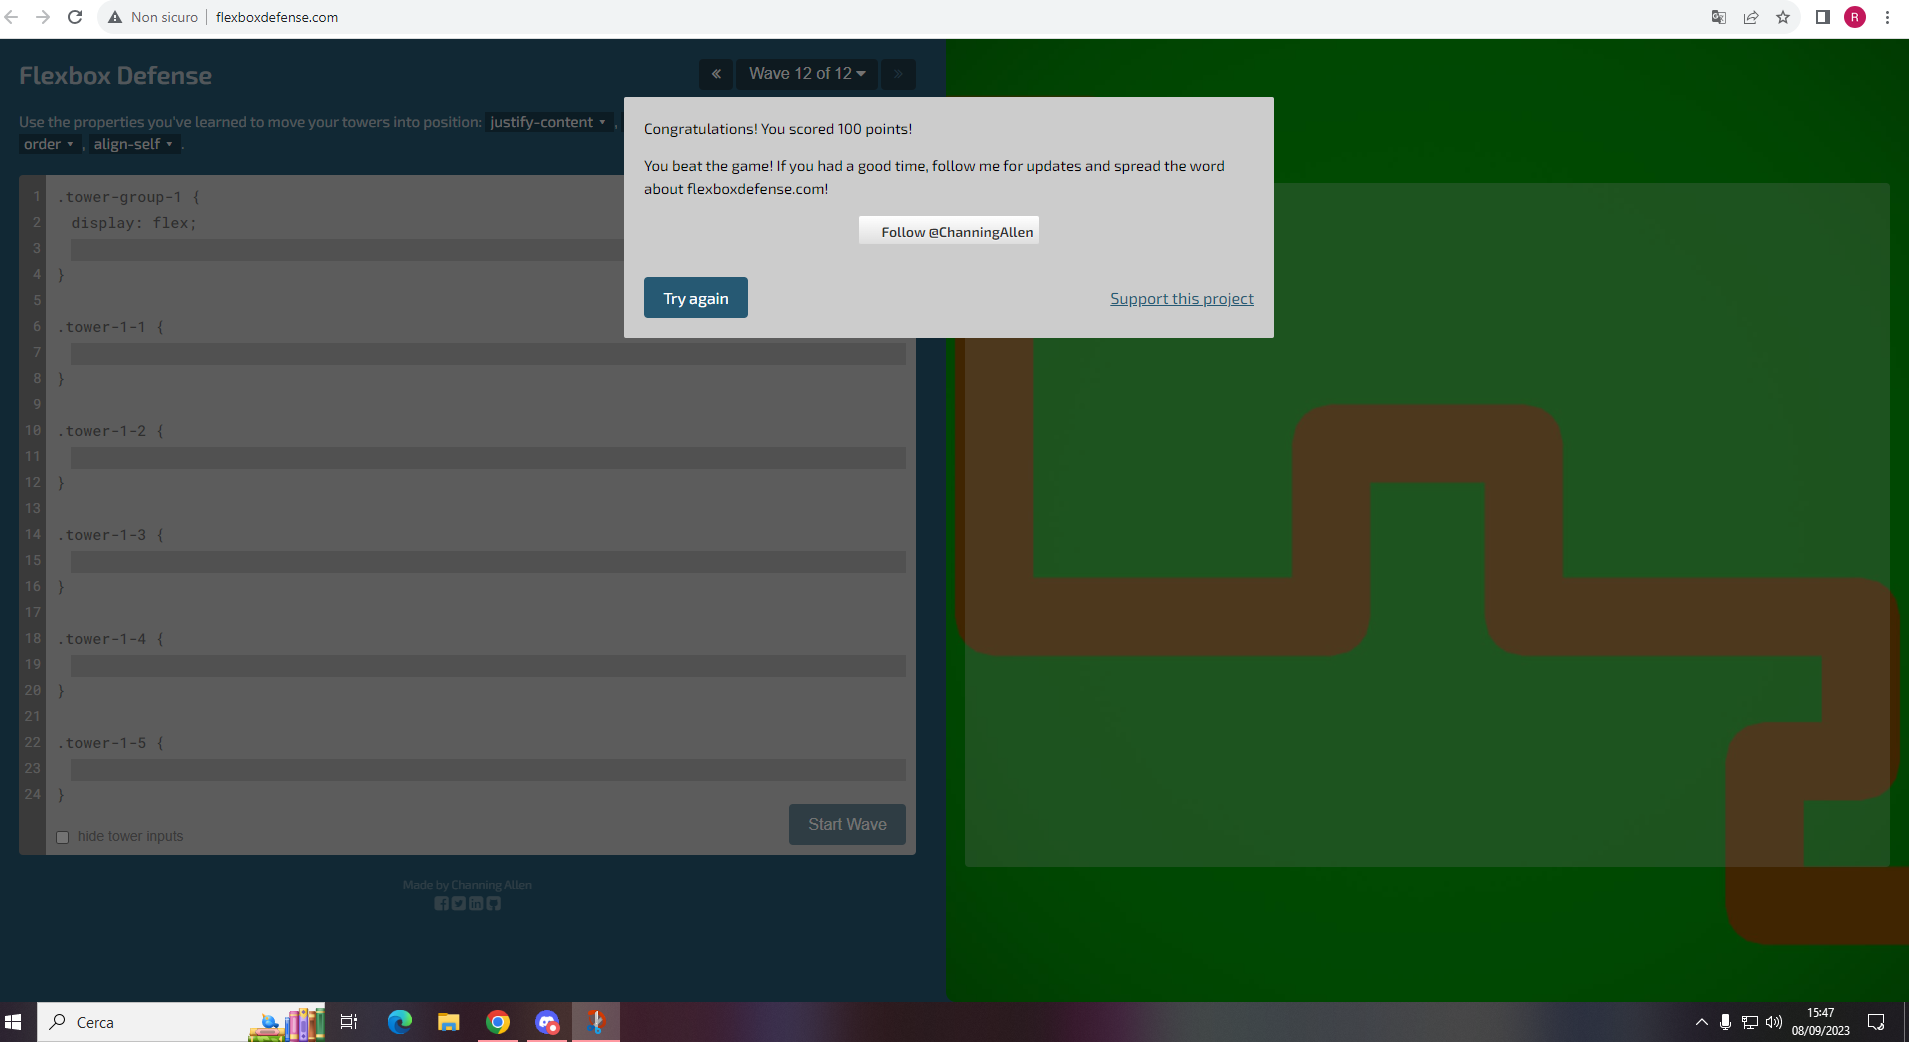 Non sicuro flexboxdefense.com
R
Flexbox Defense
« Wave 12 of 12 »
Use the properties you've learned to move your towers into position: justify-content ,
order , align-self .
Congratulations! You scored 100 points!
You beat the game! If you had a good time, follow me for updates and spread the word
about flexboxdefense.com!
Follow @ChanningAllen
Try again
Support this project
1 .tower-group-1 {
2 display: flex;
3
4 }
5
6 .tower-1-1 {
7
8 }
9
10 .tower-1-2 {
11
12 }
13
14 .tower-1-3 {
15
16 }
17
18 .tower-1-4 {
19
20 }
21
22 .tower-1-5 {
23
24 }
hide tower inputs
Start Wave
Made by Channing Allen
Cerca
15:47
08/09/2023